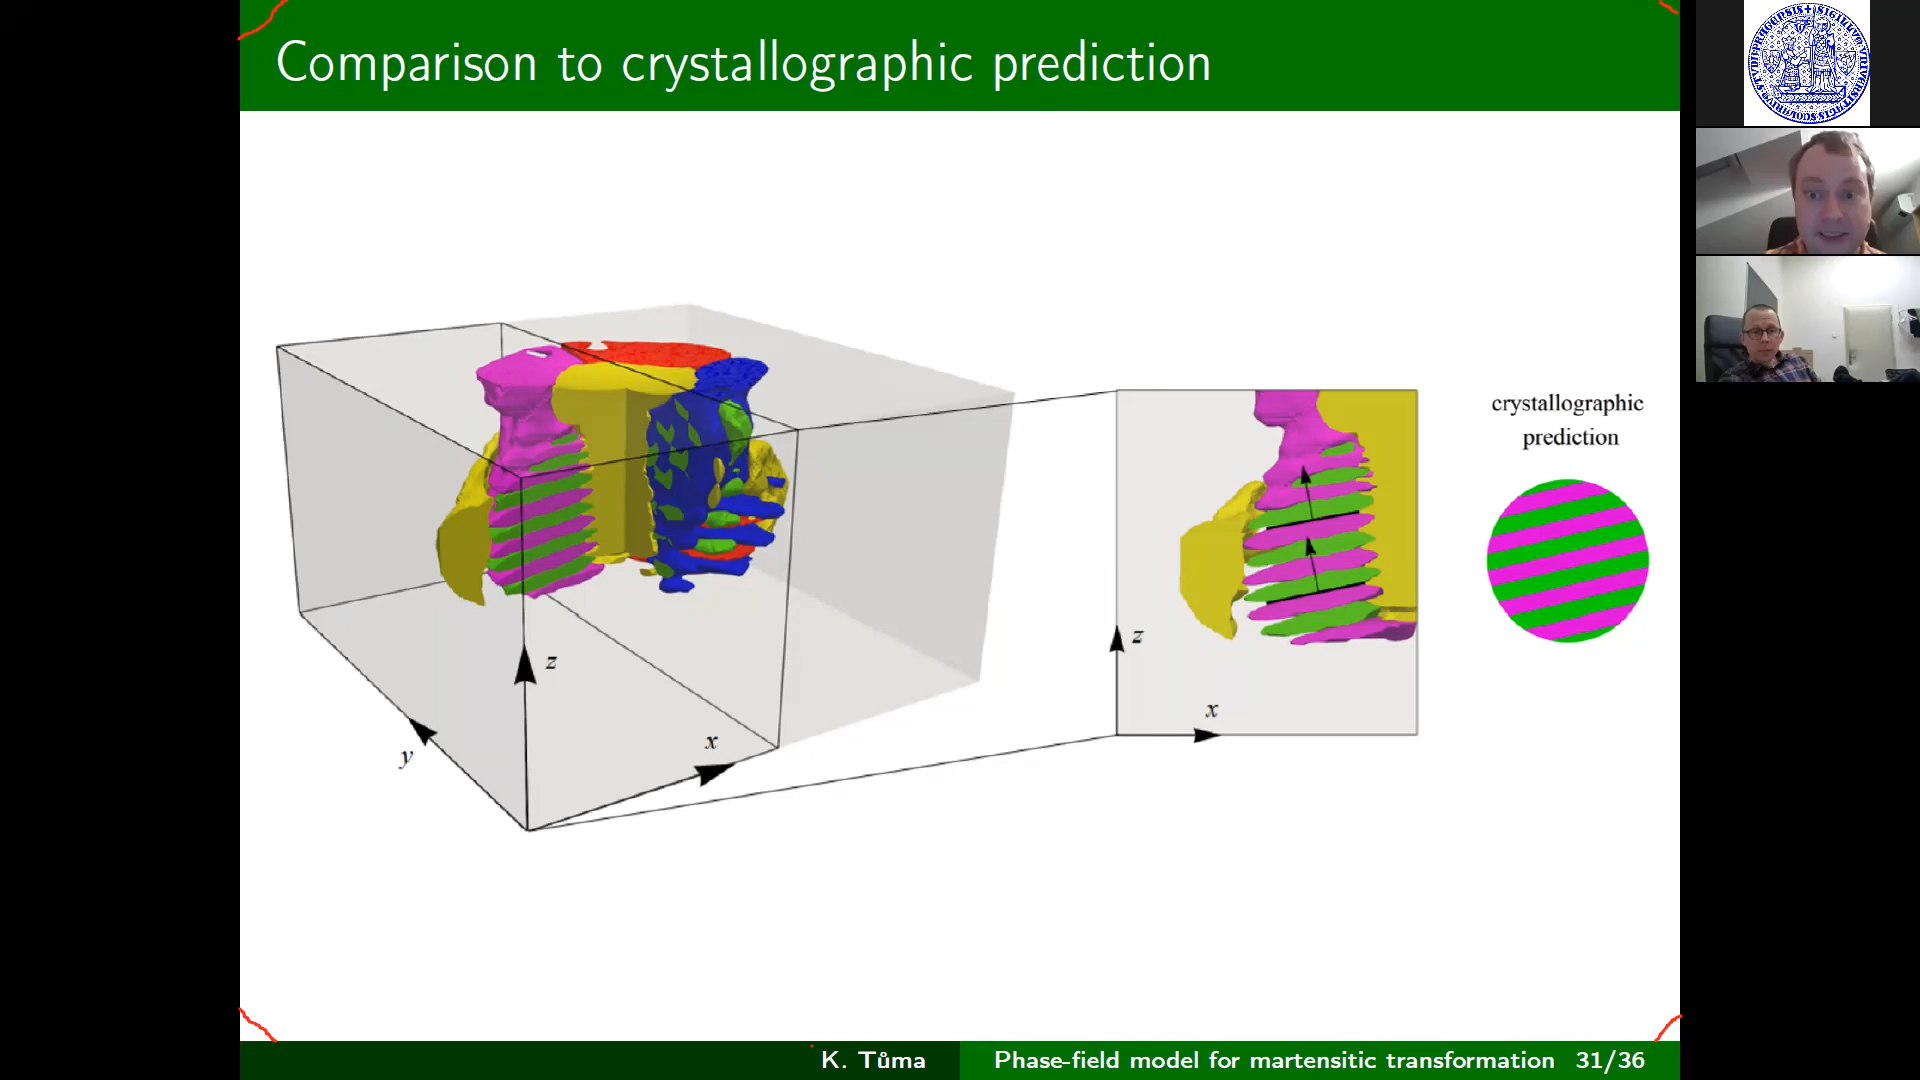 Comparison to crystallographic prediction
crystallographic
prediction
z
x
y
z
x
K. Tůma
Phase-field model for martensitic transformation 31/36